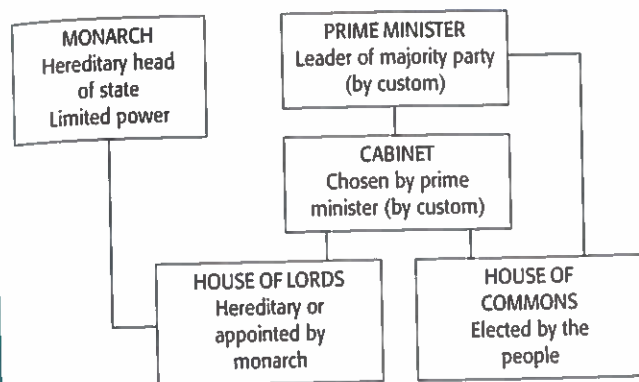 MONARCH
Hereditary head
of state
Limited power
PRIME MINISTER
Leader of majority party
(by custom)
CABINET
Chosen by prime
minister (by custom)
HOUSE OF LORDS
Hereditary or
appointed by
monarch
HOUSE OF
COMMONS
Elected by the
people